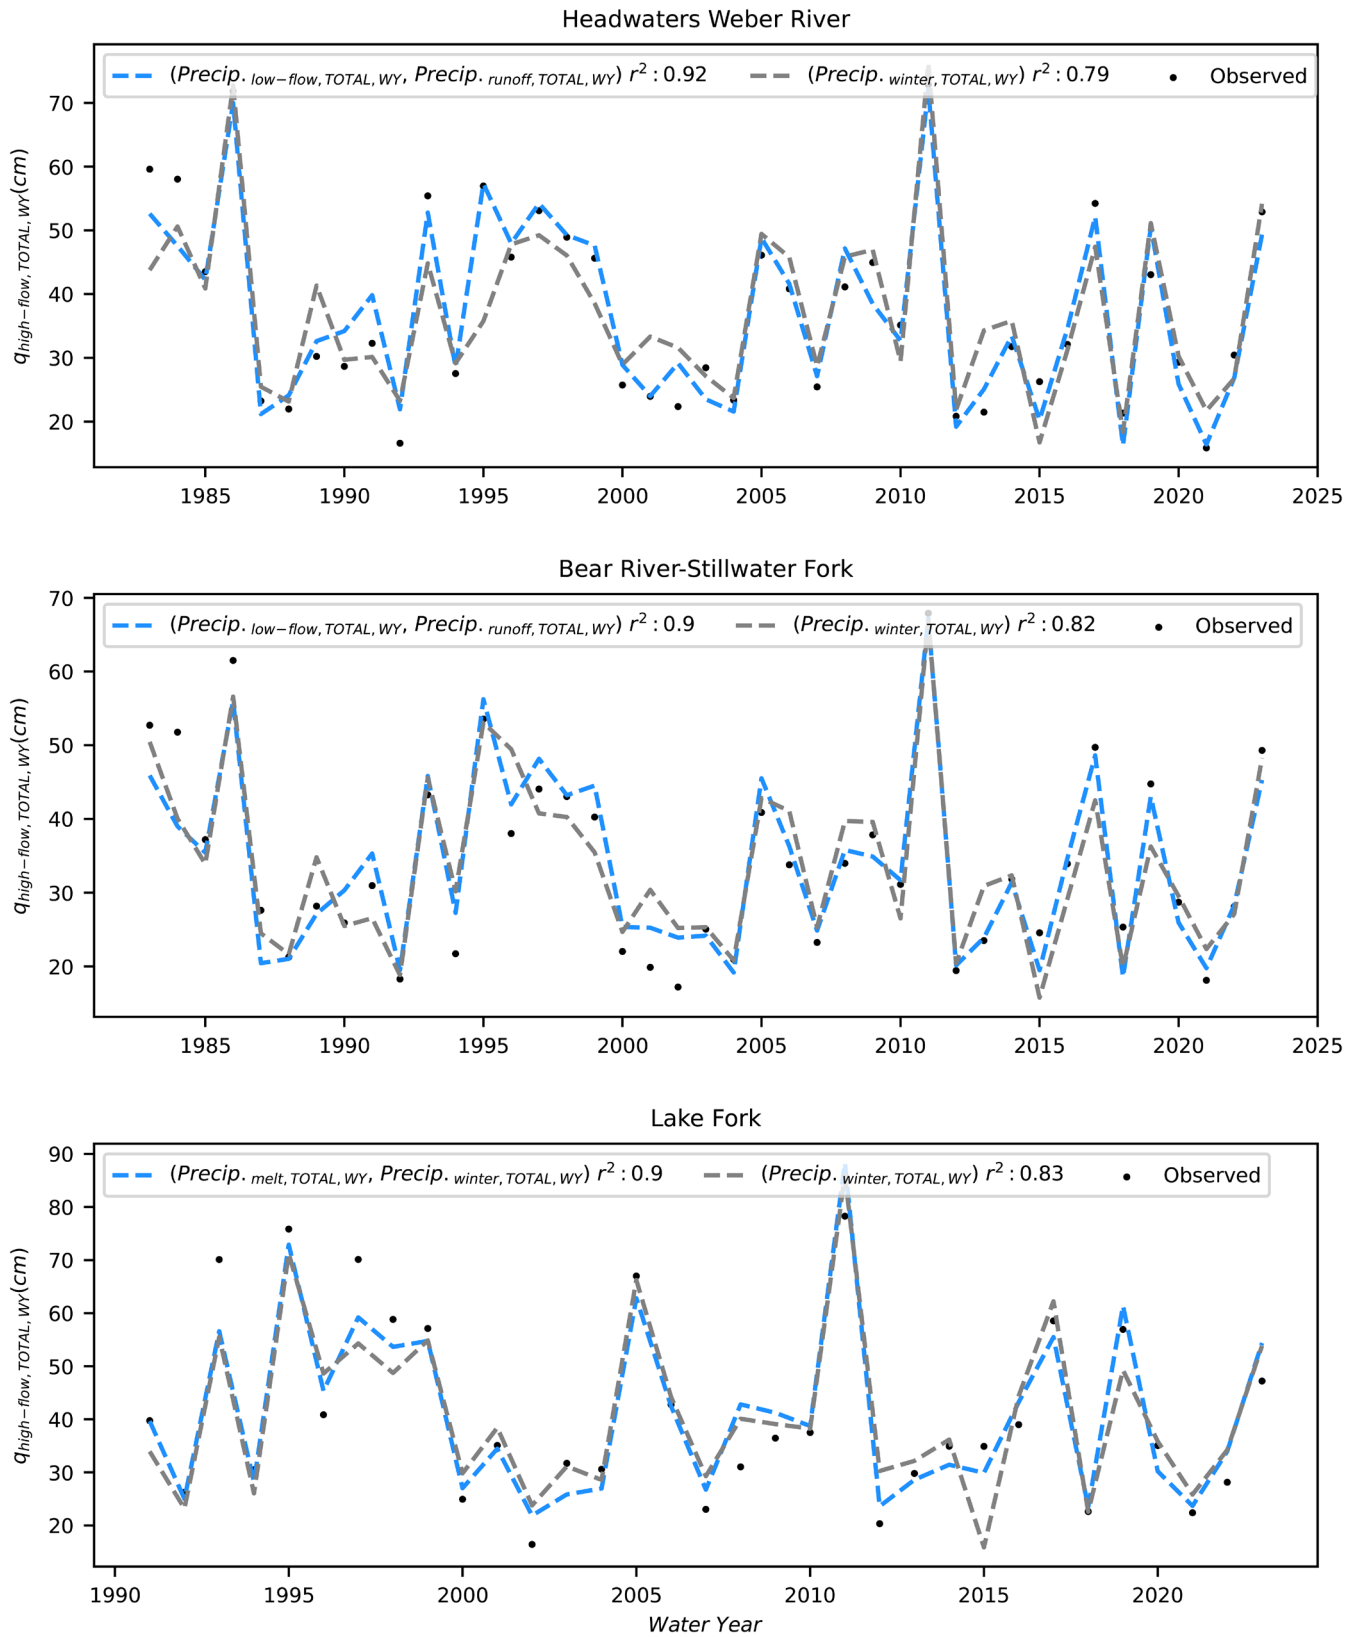 Headwaters Weber River
(Precip. low−flow,TOTAL,WY, Precip. runoff,TOTAL,WY) r²:0.92 (Precip. winter,TOTAL,WY) r²:0.79 Observed
q high−flow,TOTAL,WY(cm)
70
60
50
40
30
20
1985 1990 1995 2000 2005 2010 2015 2020 2025
Bear River-Stillwater Fork
(Precip. low−flow,TOTAL,WY, Precip. runoff,TOTAL,WY) r²:0.9 (Precip. winter,TOTAL,WY) r²:0.82 Observed
q high−flow,TOTAL,WY(cm)
70
60
50
40
30
20
1985 1990 1995 2000 2005 2010 2015 2020 2025
Lake Fork
(Precip. melt,TOTAL,WY, Precip. winter,TOTAL,WY) r²:0.9 (Precip. winter,TOTAL,WY) r²:0.83 Observed
q high−flow,TOTAL,WY(cm)
90
80
70
60
50
40
30
20
1990 1995 2000 2005 2010 2015 2020
Water Year